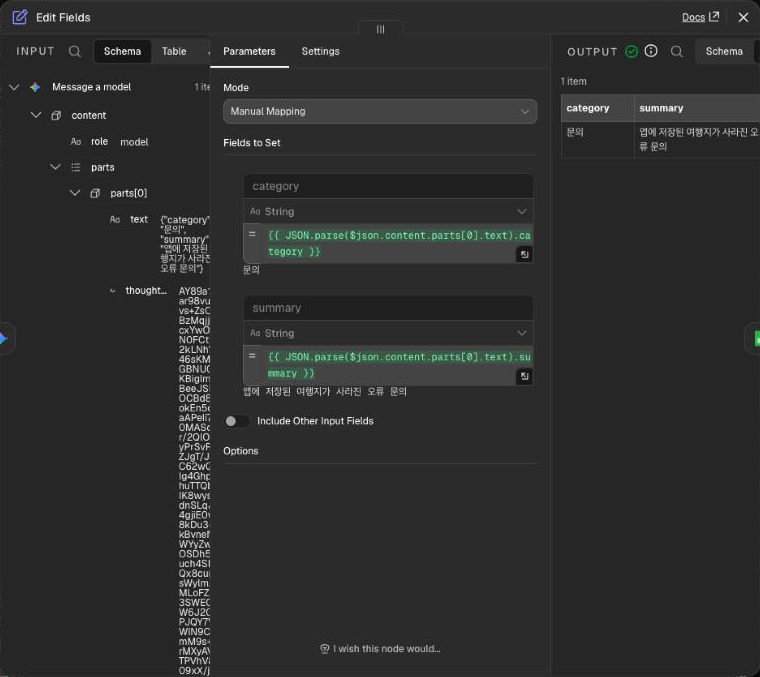 Edit Fields
Docs
INPUT
Schema
Table
Message a model
1 ite
content
Aɑ role model
parts
parts[0]
Aɑ text {"category"
"문의",
"summary"
"앱에 저장된
행지가 사라진
오류 문의"}
thought...
Parameters
Settings
Mode
Manual Mapping
Fields to Set
category
Aɑ String
= {{ JSON.parse($json.content.parts[0].text).ca
tegory }}
문의
summary
Aɑ String
= {{ JSON.parse($json.content.parts[0].text).su
mmary }}
앱에 저장된 여행지가 사라진 오류 문의
Include Other Input Fields
Options
I wish this node would...
OUTPUT
Schema
1 item
category summary
문의 앱에 저장된 여행지가 사라진 오
류 문의